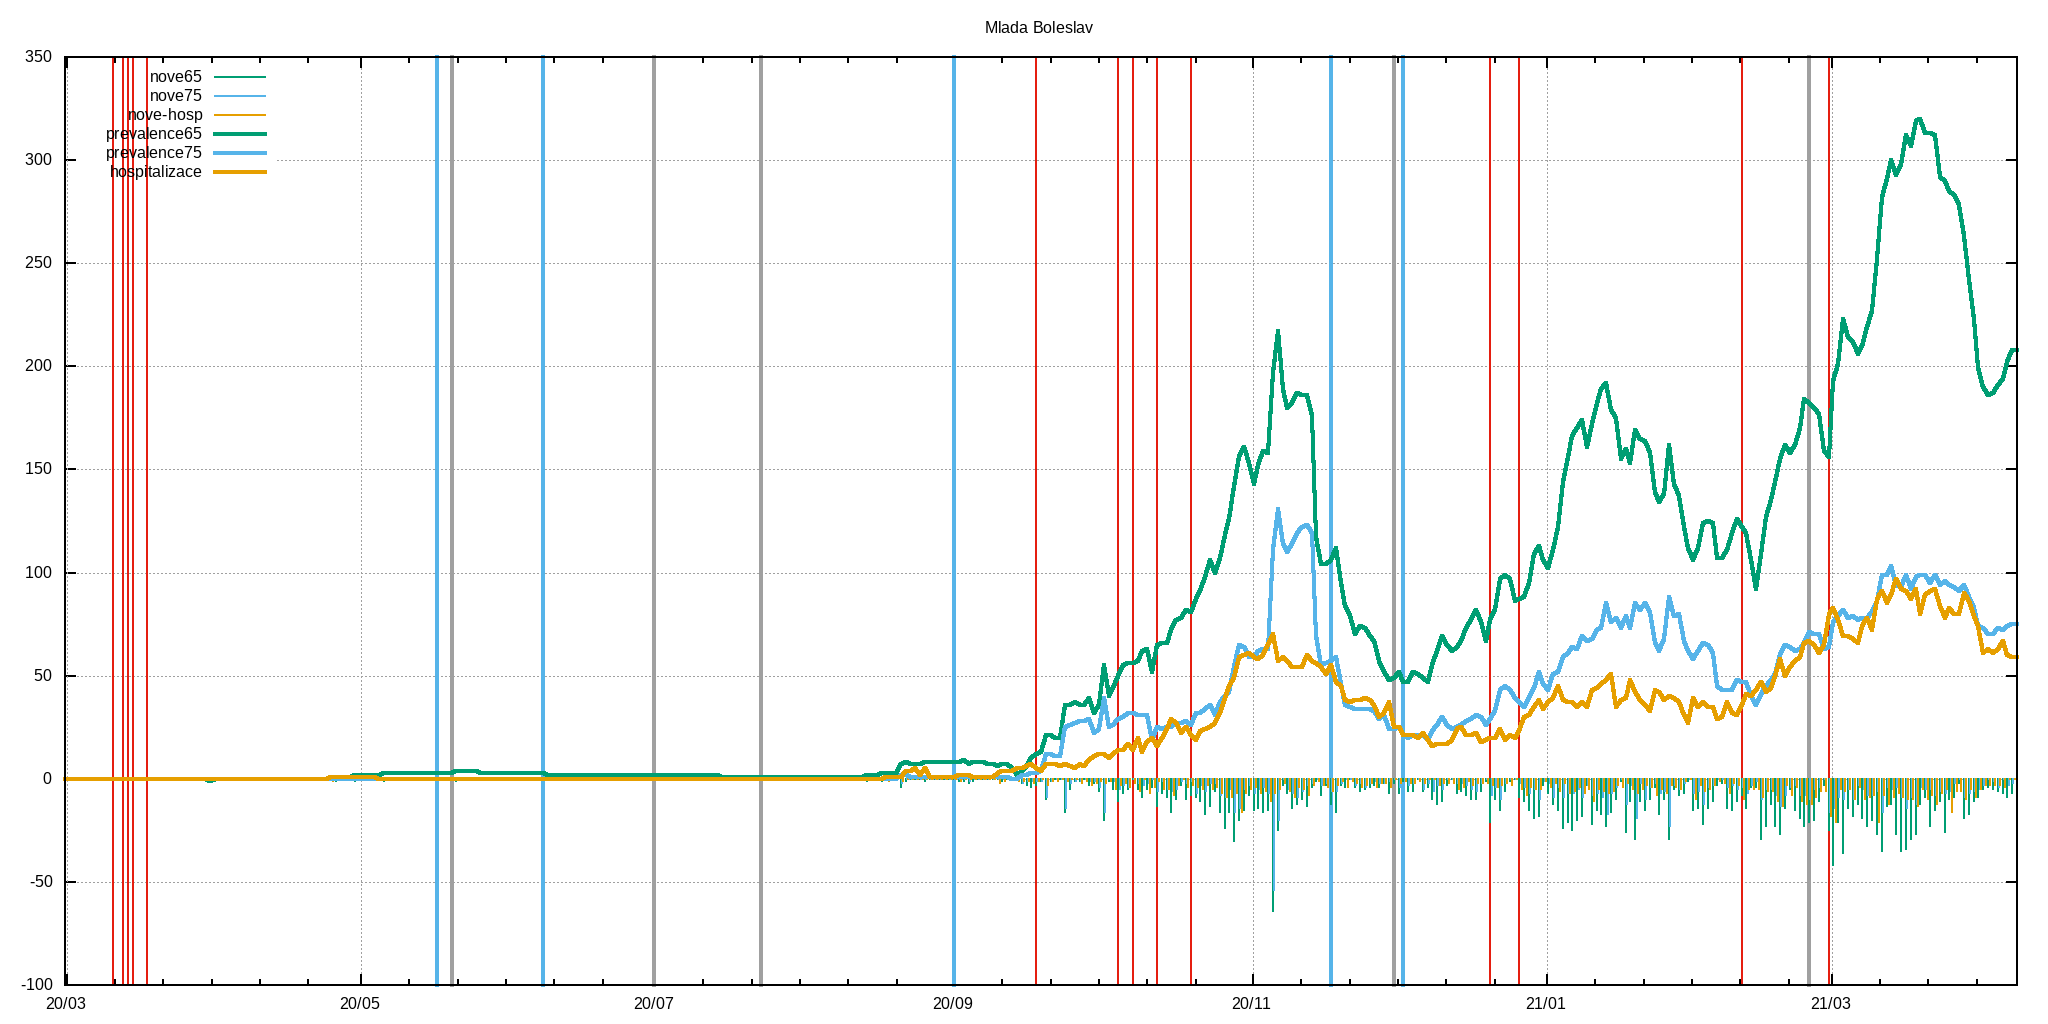 Mlada Boleslav
350
300
250
200
150
100
50
0
-50
-100
nove65
nove75
nove-hosp
prevalence65
prevalence75
hospitalizace
20/03 20/05 20/07 20/09 20/11 21/01 21/03